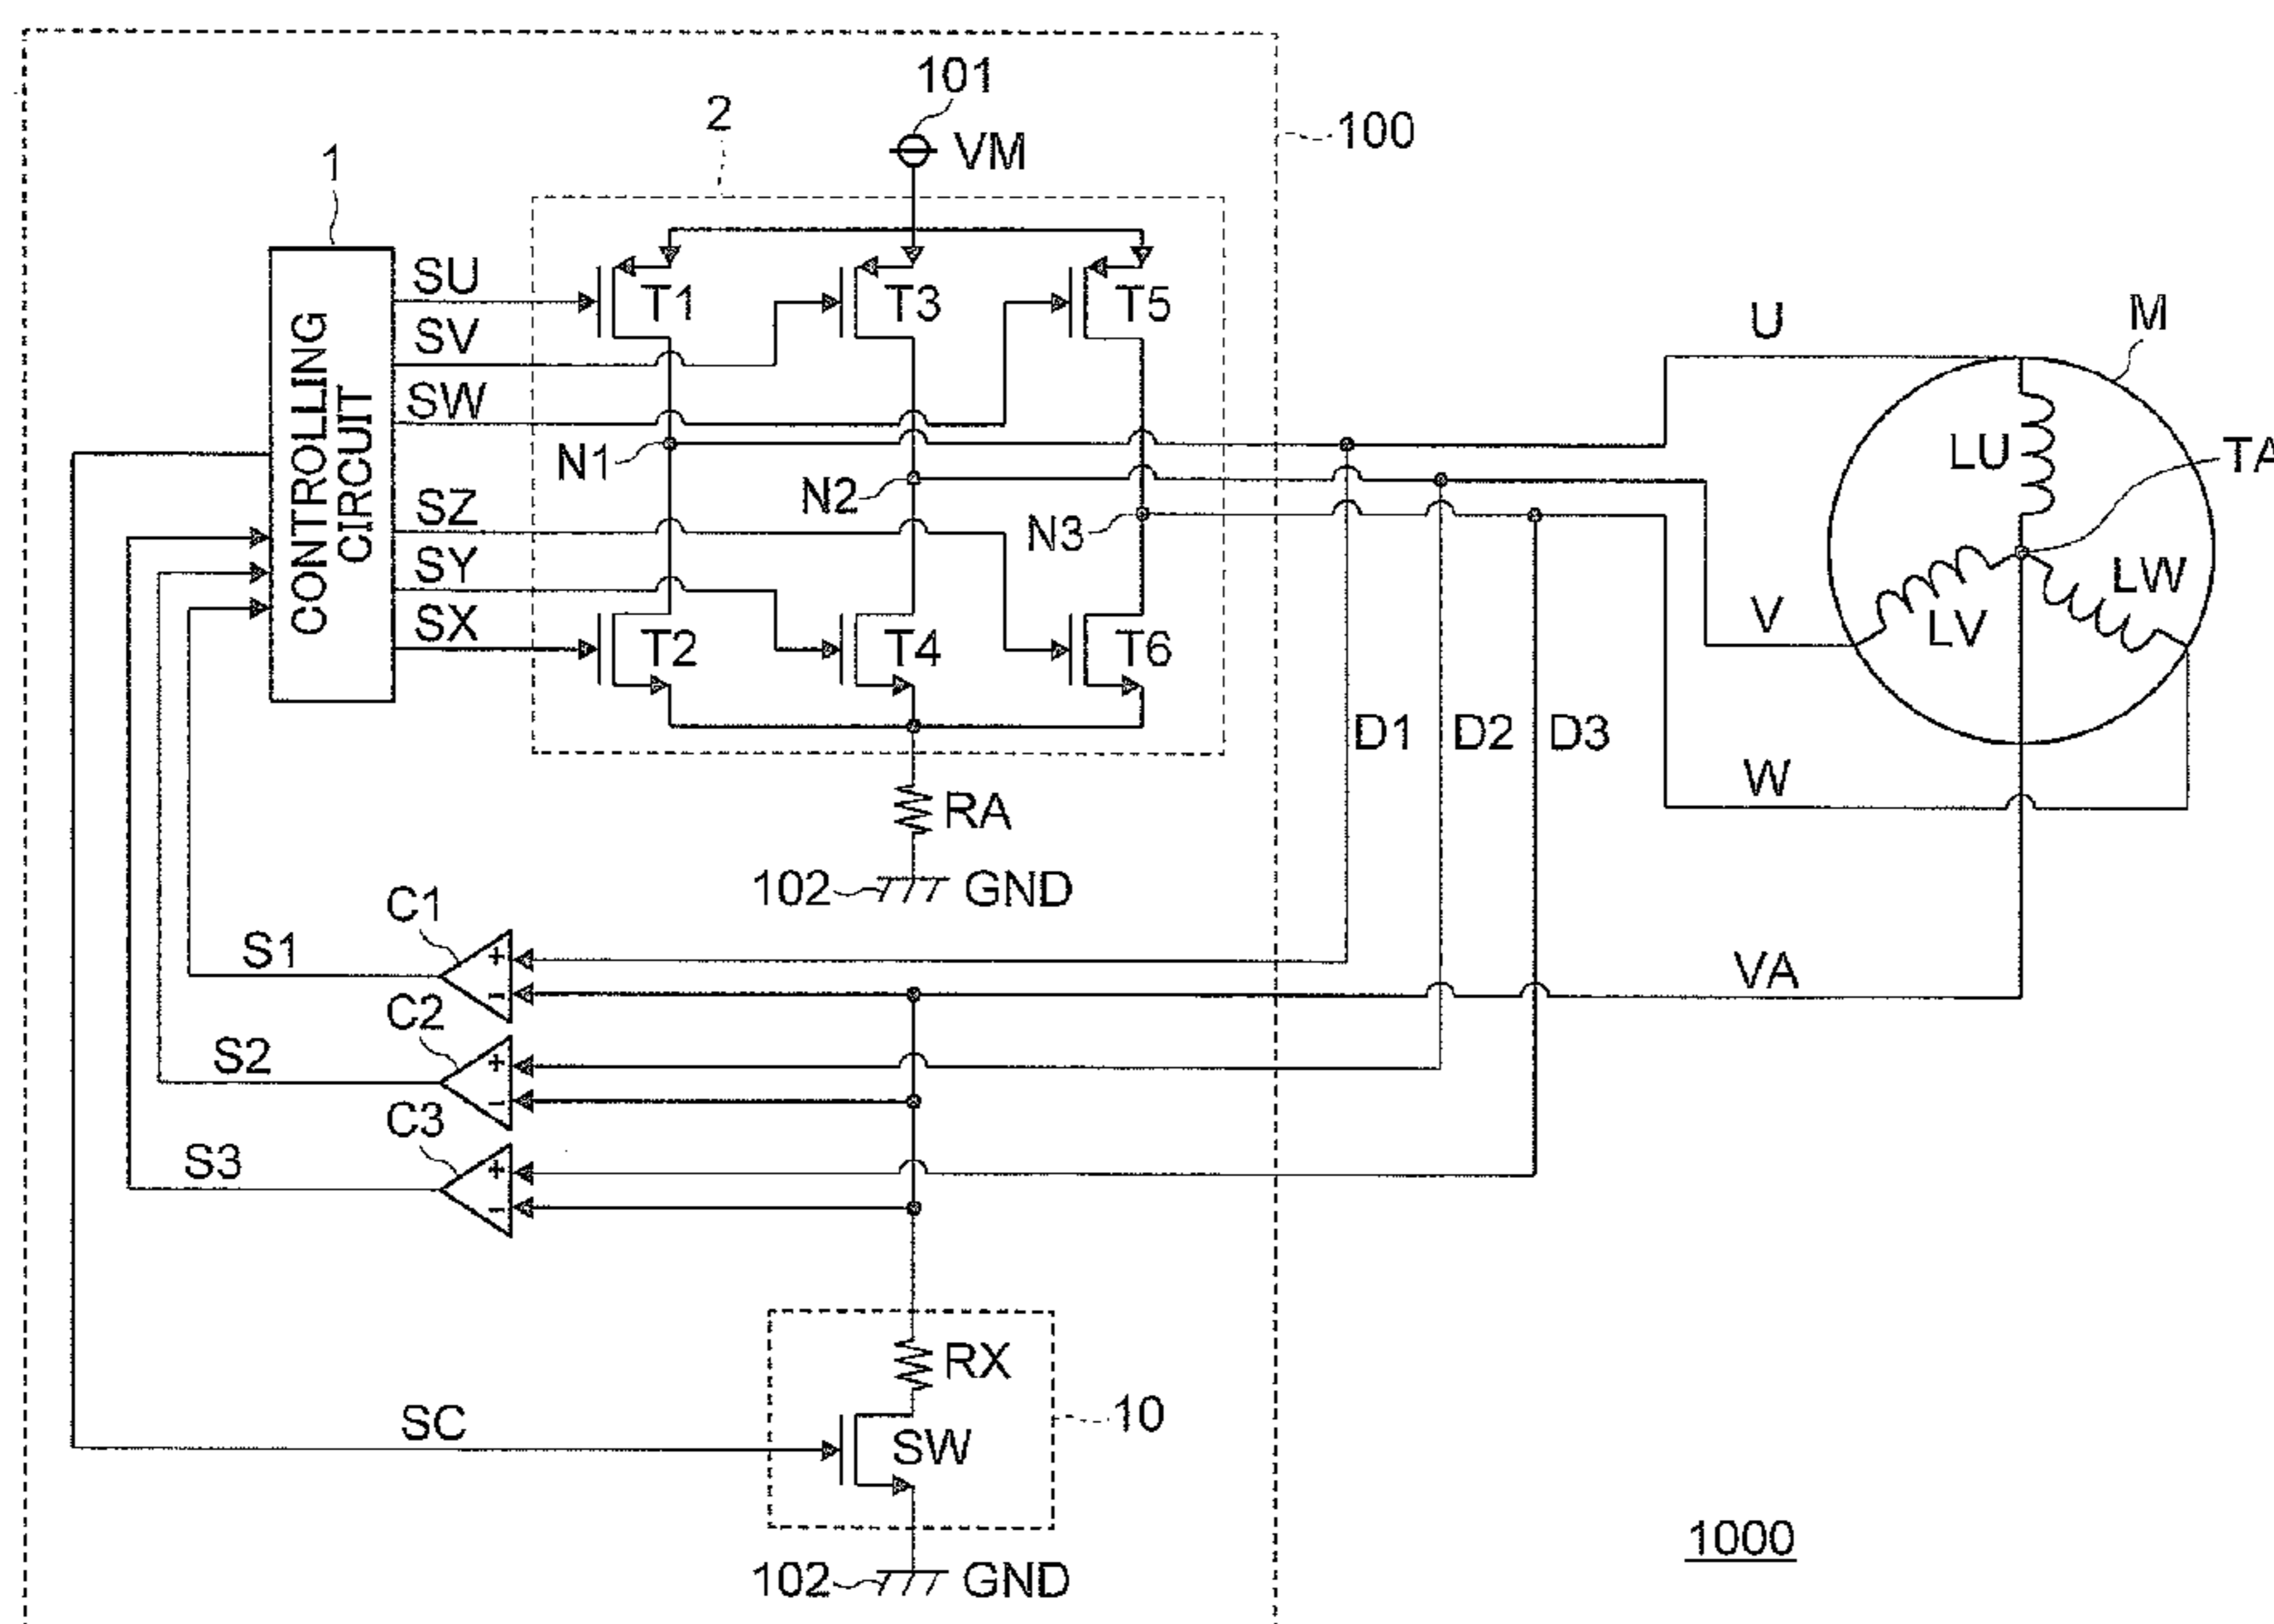 101
VM
2
100
1
CONTROLLING
CIRCUIT
SU
SV
SW
SZ
SY
SX
T1
T3
T5
T2
T4
T6
N1
N2
N3
U
V
W
M
LU
LV
LW
TA
D1
D2
D3
RA
102
GND
VA
C1
+
-
S1
C2
+
-
S2
C3
+
-
S3
RX
SW
SC
10
102
GND
1000